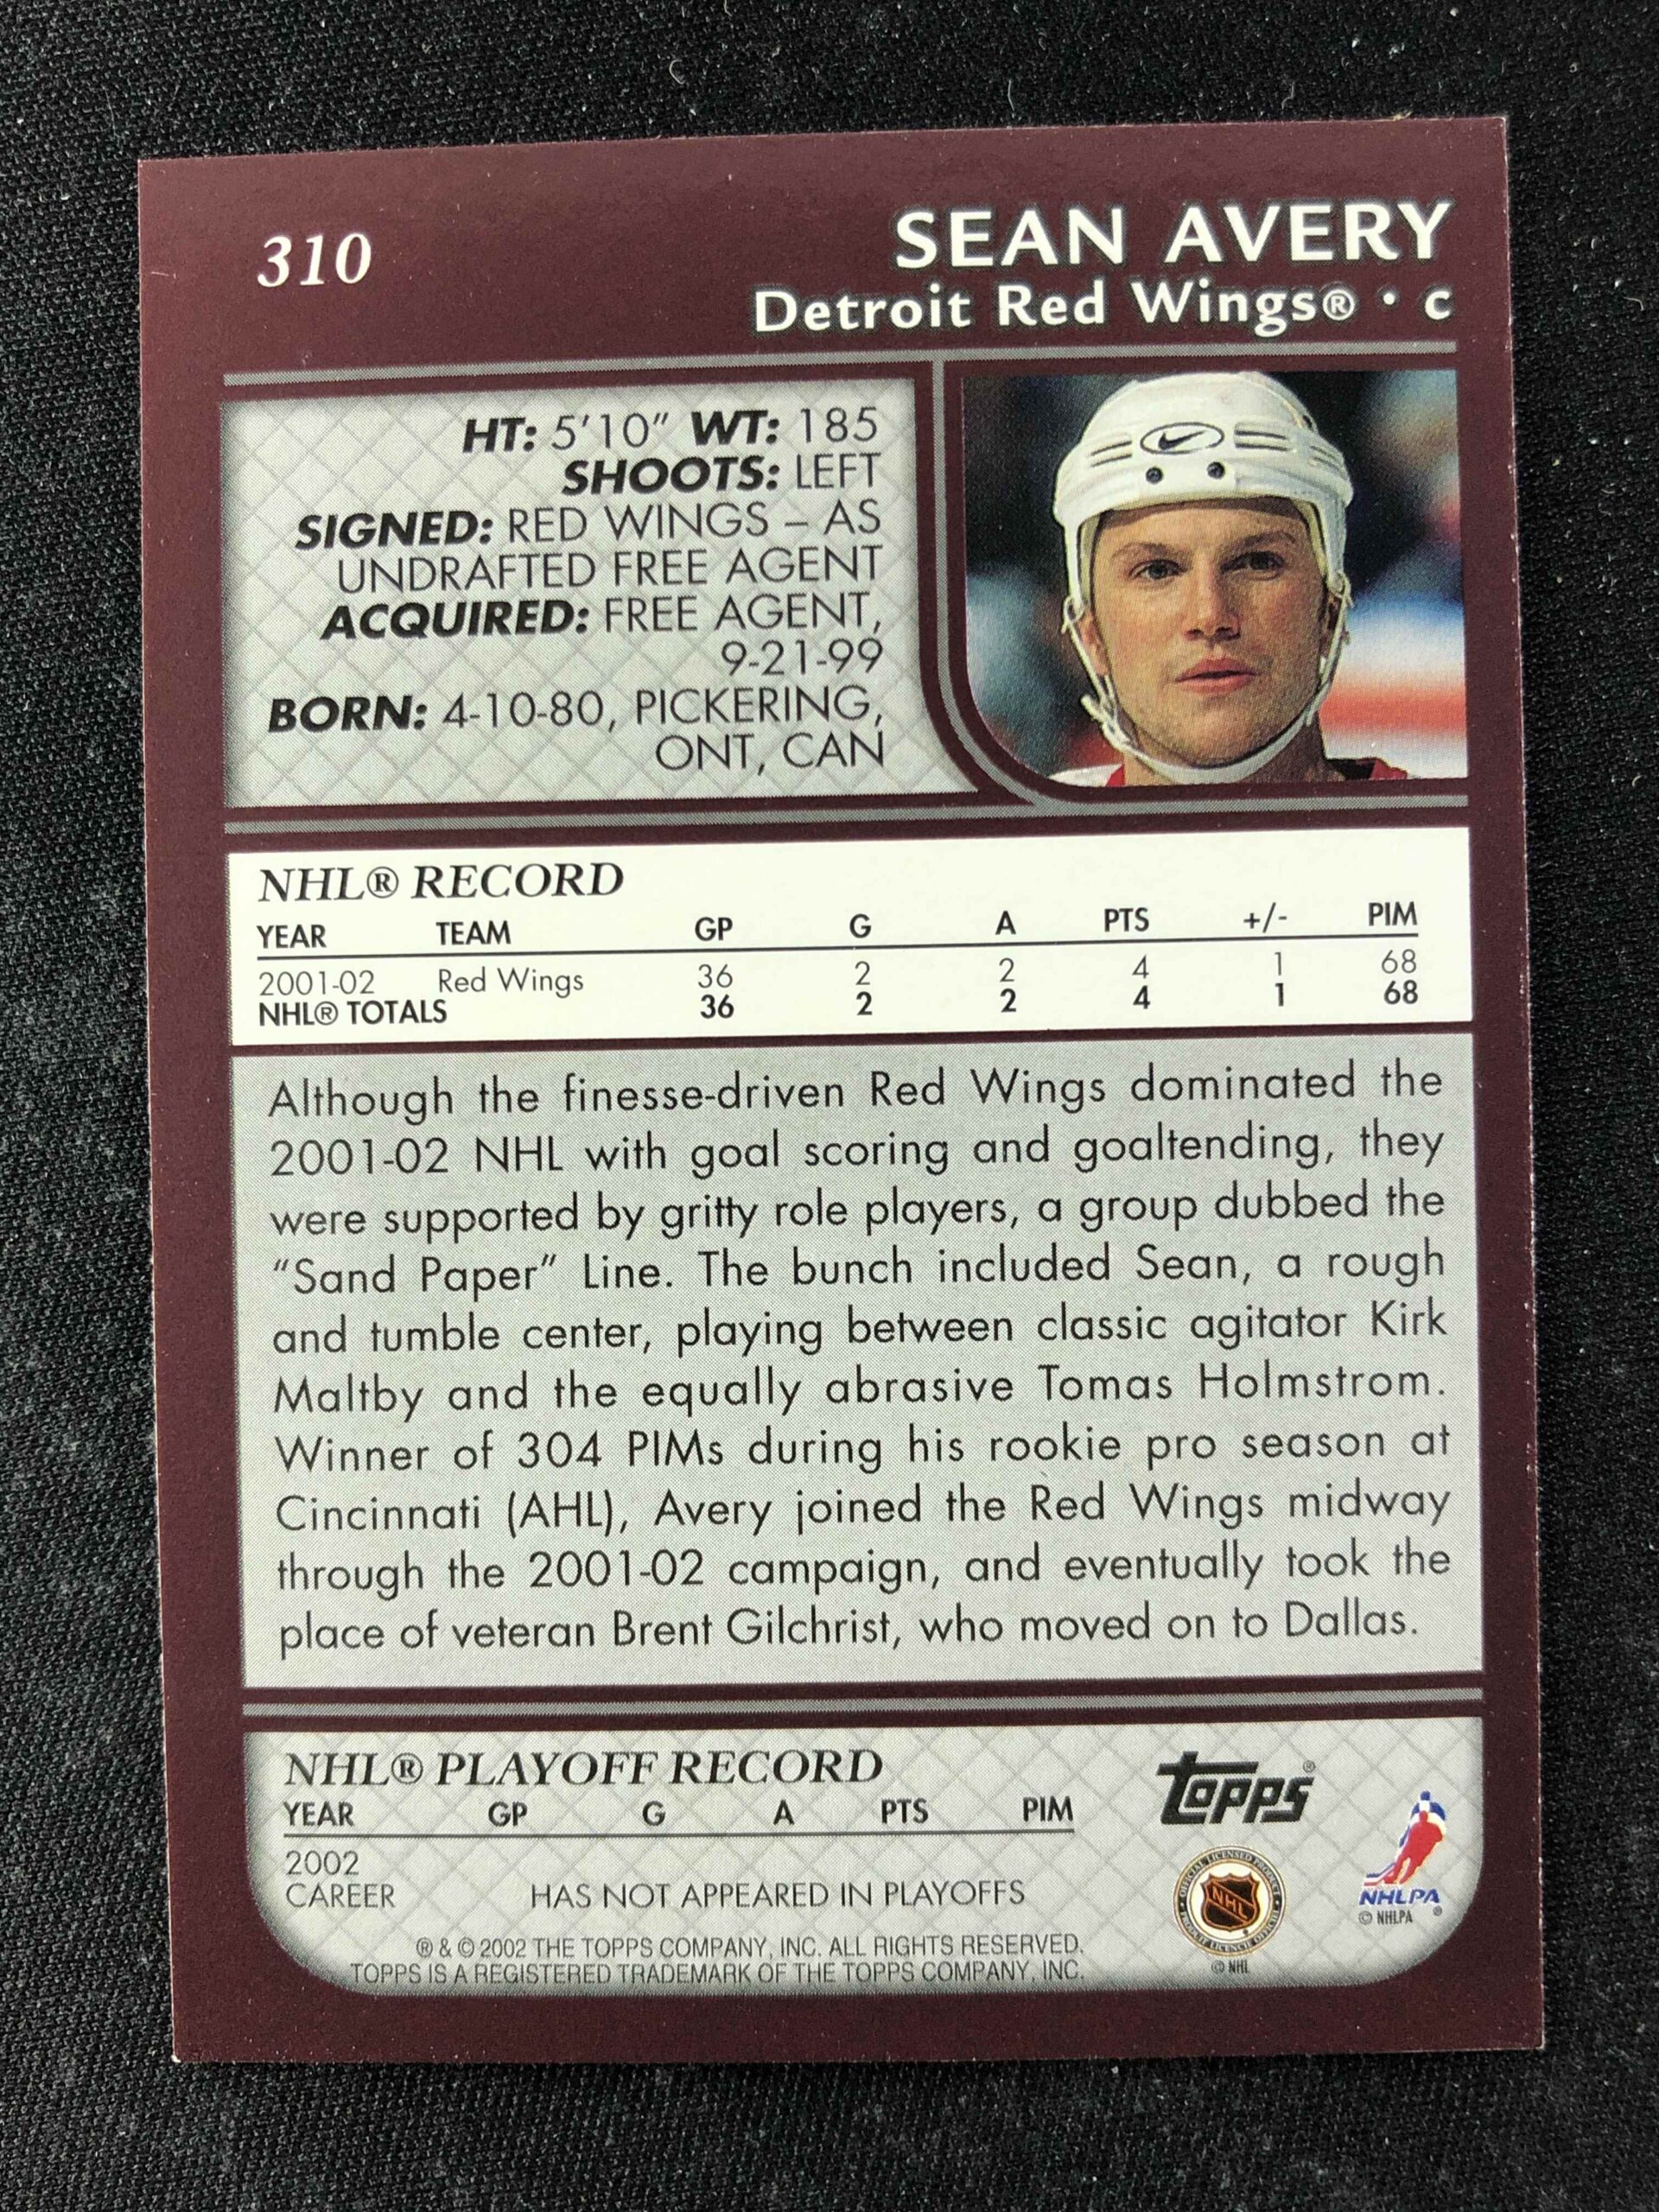 310
SEAN AVERY
Detroit Red Wings® • C
HT: 5'10" WT: 185
SHOOTS: LEFT
SIGNED: RED WINGS – AS
UNDRAFTED FREE AGENT
ACQUIRED: FREE AGENT,
9-21-99
BORN: 4-10-80, PICKERING,
ONT, CAN
NHL® RECORD
YEAR TEAM GP G A PTS +/- PIM
2001-02 Red Wings 36 2 2 4 1 68
NHL® TOTALS 36 2 2 4 1 68
Although the finesse-driven Red Wings dominated the
2001-02 NHL with goal scoring and goaltending, they
were supported by gritty role players, a group dubbed the
"Sand Paper" Line. The bunch included Sean, a rough
and tumble center, playing between classic agitator Kirk
Maltby and the equally abrasive Tomas Holmstrom.
Winner of 304 PIMs during his rookie pro season at
Cincinnati (AHL), Avery joined the Red Wings midway
through the 2001-02 campaign, and eventually took the
place of veteran Brent Gilchrist, who moved on to Dallas.
NHL® PLAYOFF RECORD
YEAR GP G A PTS PIM
2002
CAREER HAS NOT APPEARED IN PLAYOFFS
® & © 2002 THE TOPPS COMPANY, INC. ALL RIGHTS RESERVED.
TOPPS IS A REGISTERED TRADEMARK OF THE TOPPS COMPANY, INC.
Topps®
OFFICIAL LICENSED PRODUCT
NHL
PRODUIT LICENCIE OFFICIEL
© NHL
NHLPA®
© NHLPA